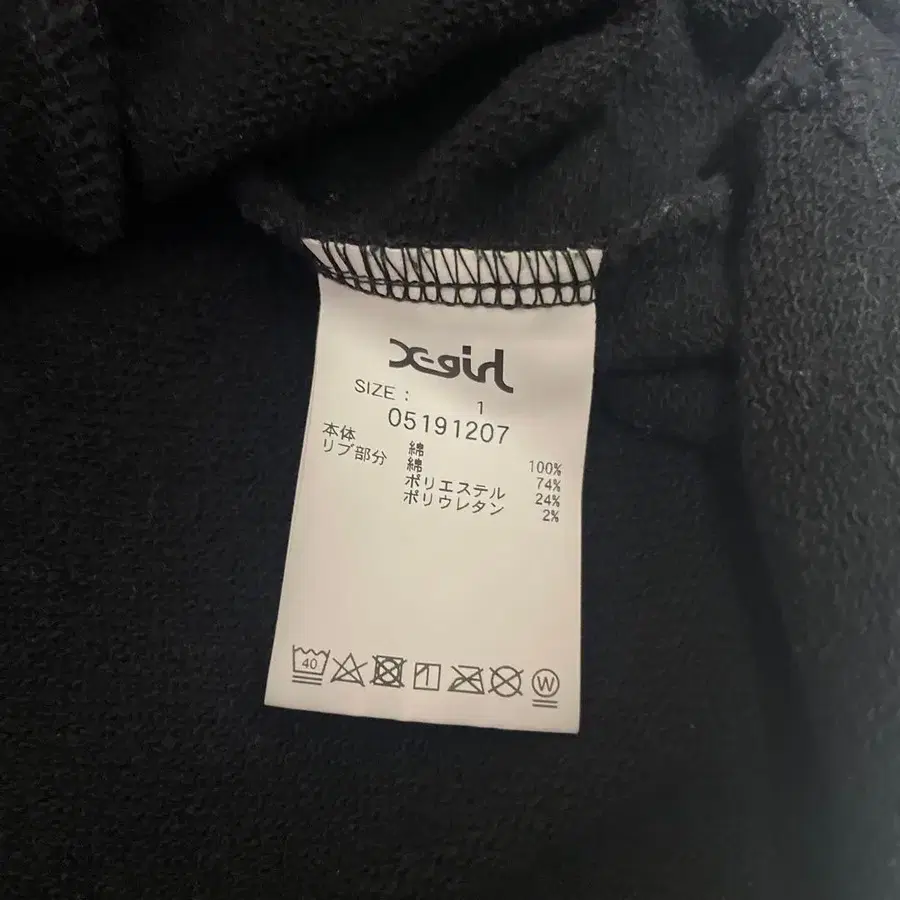 X-girl
SIZE : 1
05191207
本体 綿 100%
リブ部分 綿 74%
ポリエステル 24%
ポリウレタン 2%
40
W